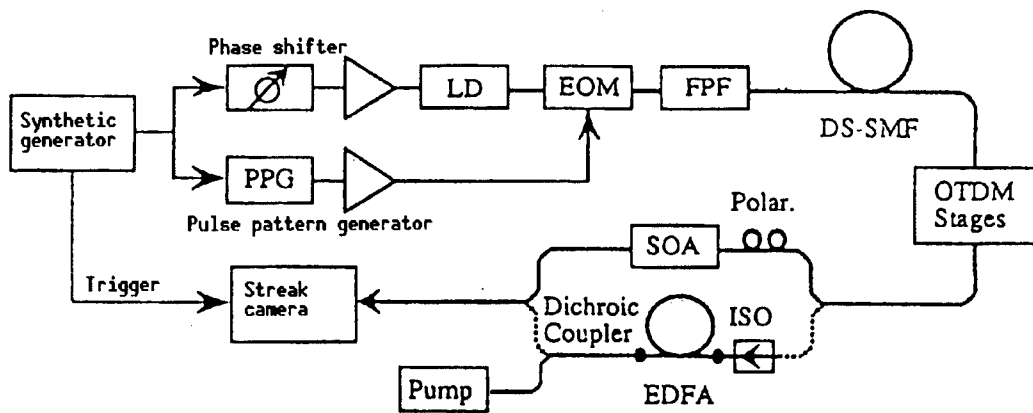 Phase shifter
LD
EOM
FPF
DS-SMF
Synthetic
generator
PPG
Pulse pattern generator
OTDM
Stages
Polar.
SOA
Trigger
Streak
camera
Dichroic
Coupler
ISO
EDFA
Pump